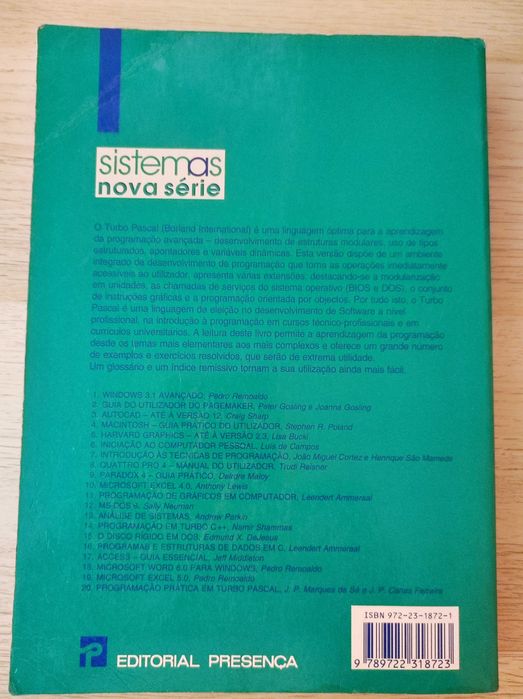 sistemas
nova série
O Turbo Pascal (Borland International) é uma linguagem óptima para a aprendizagem
da programação avançada – desenvolvimento de estruturas modulares, uso de tipos
estruturados, apontadores e variáveis dinâmicas. Esta versão dispõe de um ambiente
integrado de desenvolvimento de programação que torna as operações imediatamente
acessíveis ao utilizador, apresenta várias extensões: destacando-se a modularização
em unidades, as chamadas de serviços do sistema operativo (BIOS e DOS), o conjunto
de instruções gráficas e a programação orientada por objectos. Por tudo isto, o Turbo
Pascal é uma linguagem da eleição no desenvolvimento de Software a nível
profissional, na introdução à programação em cursos técnico-profissionais e em
currículos universitários. A leitura deste livro permite a aprendizagem da programação
desde os temas mais elementares aos mais complexos e oferece um grande número
de exemplos e exercícios resolvidos, que serão de extrema utilidade.
Um glossário e um índice remissivo tornam a sua utilização ainda mais fácil.
1. WINDOWS 3.1 AVANÇADO, Pedro Remoaldo
2. GUIA DO UTILIZADOR DO PAGEMAKER, Peter Gosling e Joanna Gosling
3. AUTOCAD – ATÉ À VERSÃO 12, Craig Sharp
4. MACINTOSH – GUIA PRÁTICO DO UTILIZADOR, Stephen R. Poland
5. HARVARD GRAPHICS – ATÉ À VERSÃO 2.3, Lisa Bucki
6. INICIAÇÃO AO COMPUTADOR PESSOAL, Luís de Campos
7. INTRODUÇÃO ÀS TÉCNICAS DE PROGRAMAÇÃO, João Miguel Cortez e Henrique São Mamede
8. QUATTRO PRO 4 – MANUAL DO UTILIZADOR, Trudi Reisner
9. PARADOX 4 – GUIA PRÁTICO, Deirdre Maloy
10. MICROSOFT EXCEL 4.0, Anthony Lewis
11. PROGRAMAÇÃO DE GRÁFICOS EM COMPUTADOR, Leendert Ammeraal
12. MS DOS 6, Sally Neuman
13. ANÁLISE DE SISTEMAS, Andrew Parkin
14. PROGRAMAÇÃO EM TURBO C++, Namir Shammas
15. O DISCO RÍGIDO EM DOS, Edmund X. DeJesus
16. PROGRAMAS E ESTRUTURAS DE DADOS EM C, Leendert Ammeraal
17. ACCESS – GUIA ESSENCIAL, Jeff Middleton
18. MICROSOFT WORD 6.0 PARA WINDOWS, Pedro Remoaldo
19. MICROSOFT EXCEL 5.0, Pedro Remoaldo
20. PROGRAMAÇÃO PRÁTICA EM TURBO PASCAL, J. P. Marques de Sá e J. P. Canas Ferreira
ISBN 972-23-1872-1
9 789722 318723
EDITORIAL PRESENÇA